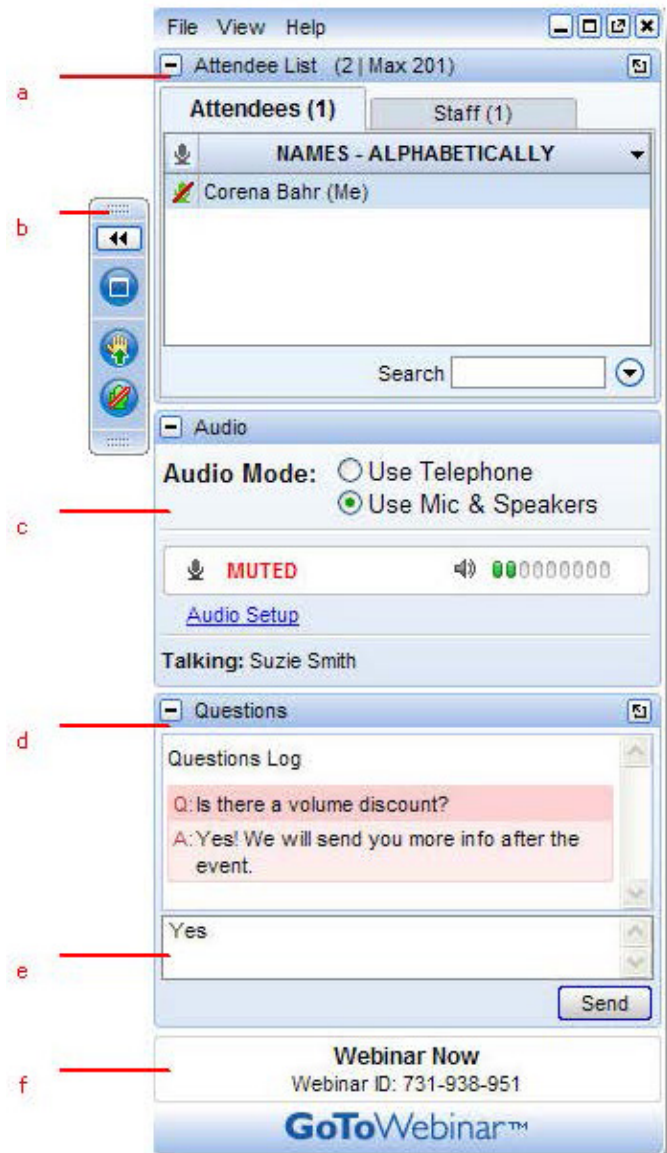 File View Help
a
Attendee List (2 | Max 201)
Attendees (1)
Staff (1)
NAMES - ALPHABETICALLY
b
Corena Bahr (Me)
Search
Audio
Audio Mode:
Use Telephone
Use Mic & Speakers
c
MUTED
Audio Setup
Talking: Suzie Smith
d
Questions
Questions Log
Q: Is there a volume discount?
A: Yes! We will send you more info after the
event.
Yes
e
Send
f
Webinar Now
Webinar ID: 731-938-951
GoToWebinar™